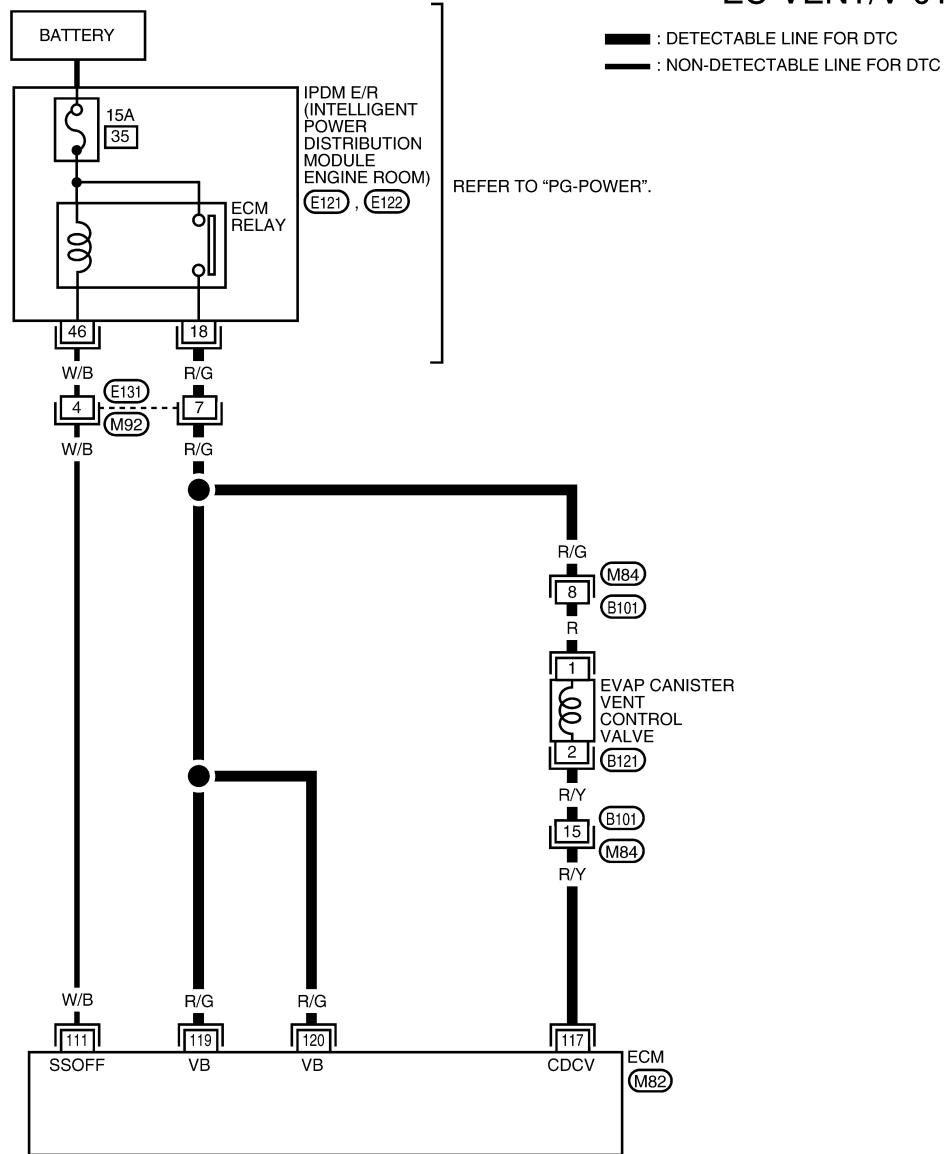 BATTERY
: DETECTABLE LINE FOR DTC
: NON-DETECTABLE LINE FOR DTC
15A
35
IPDM E/R
(INTELLIGENT
POWER
DISTRIBUTION
MODULE
ENGINE ROOM)
E121 , E122
REFER TO “PG-POWER”.
ECM
RELAY
46
18
W/B
R/G
4
E131
M92
7
W/B
R/G
R/G
8
M84
B101
R
1
EVAP CANISTER
VENT
CONTROL
VALVE
2
B121
R/Y
15
B101
M84
R/Y
W/B
R/G
R/G
111
119
120
117
SSOFF
VB
VB
CDCV
ECM
M82